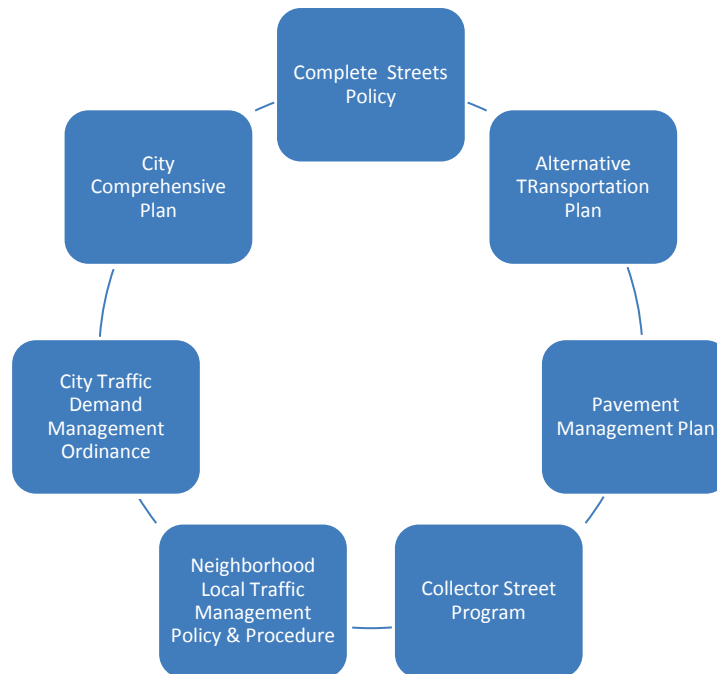 Complete Streets
Policy
Alternative
TRansportation
Plan
Pavement
Management Plan
Collector Street
Program
Neighborhood
Local Traffic
Management
Policy & Procedure
City Traffic
Demand
Management
Ordinance
City
Comprehensive
Plan